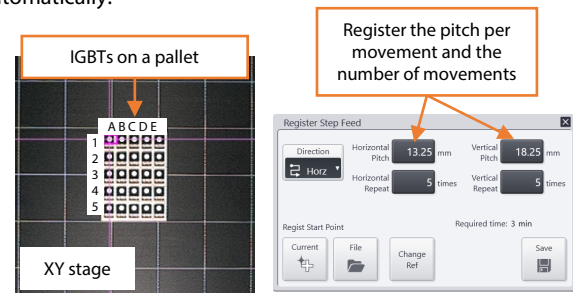 utomatically.
IGBTs on a pallet
A B C D E
1
2
3
4
5
XY stage
Register the pitch per
movement and the
number of movements
Register Step Feed
Direction
Horz
Horizontal
Pitch
13.25 mm
Vertical
Pitch
18.25 mm
Horizontal
Repeat
5 times
Vertical
Repeat
5 times
Regist Start Point
Required time: 3 min
Current
File
Change
Ref
Save